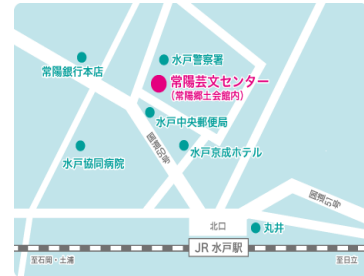 水戸警察署
常陽銀行本店
常陽芸文センター
(常陽郷土会館内)
水戸中央郵便局
国道50号
水戸協同病院
水戸京成ホテル
国道51号
北口
丸井
JR 水戸駅
至石岡・土浦
至日立